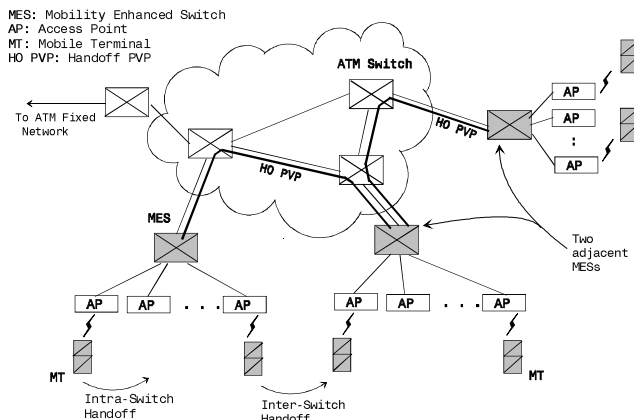 MES: Mobility Enhanced Switch
AP: Access Point
MT: Mobile Terminal
HO PVP: Handoff PVP
ATM Switch
To ATM Fixed
Network
HO PVP
AP
AP
:
AP
HO PVP
MES
Two
adjacent
MESs
AP
AP
. . .
AP
AP
AP
. . .
AP
MT
MT
Intra-Switch
Handoff
Inter-Switch
Handoff